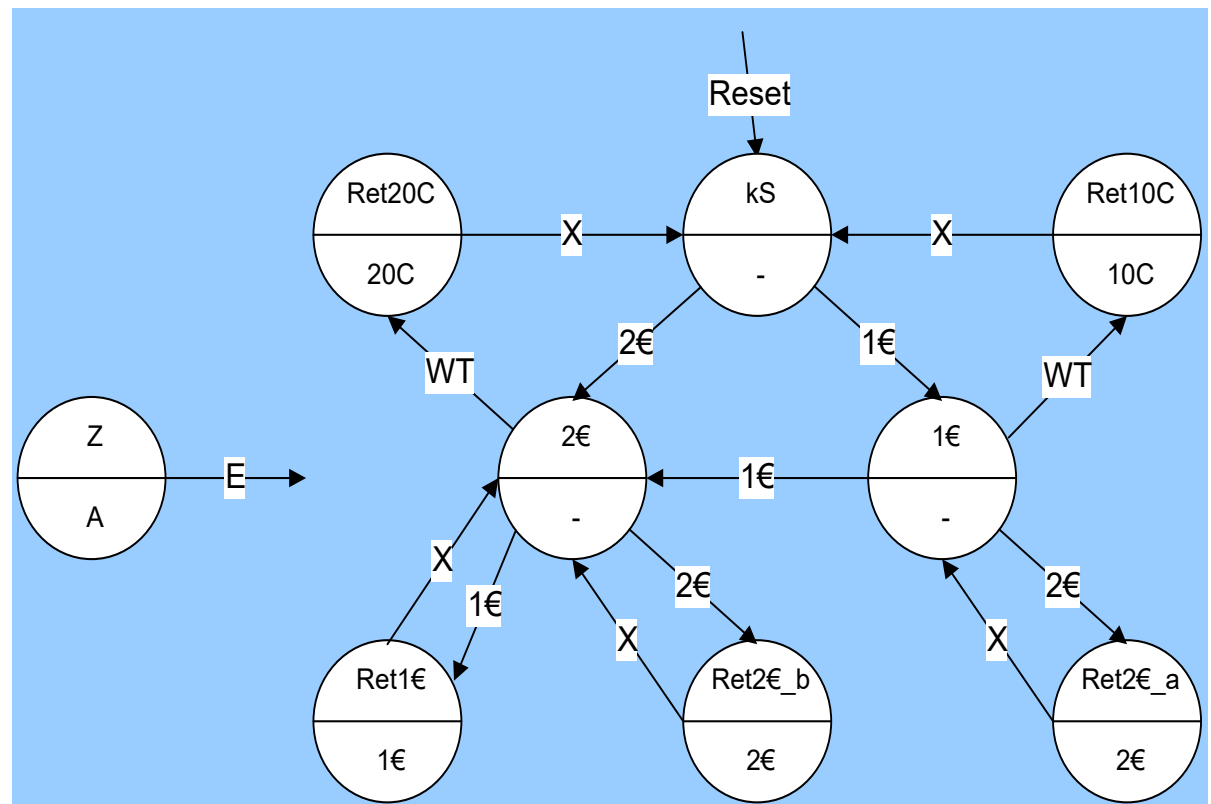 Reset
Ret20C
kS
Ret10C
X
X
20C
-
10C
2€
1€
WT
WT
Z
2€
1€
E
1€
A
-
-
X
1€
2€
X
2€
X
Ret1€
Ret2€_b
Ret2€_a
1€
2€
2€